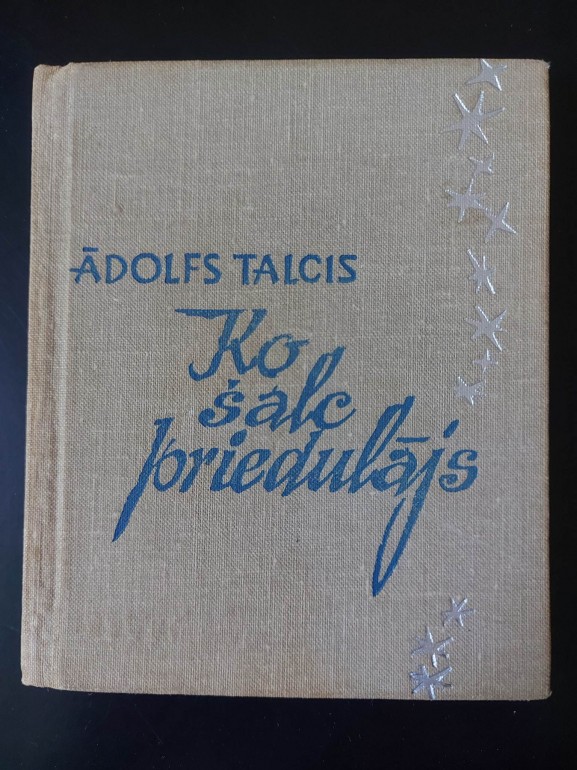 ĀDOLFS TALCIS
Ko
šalc
priedulājs